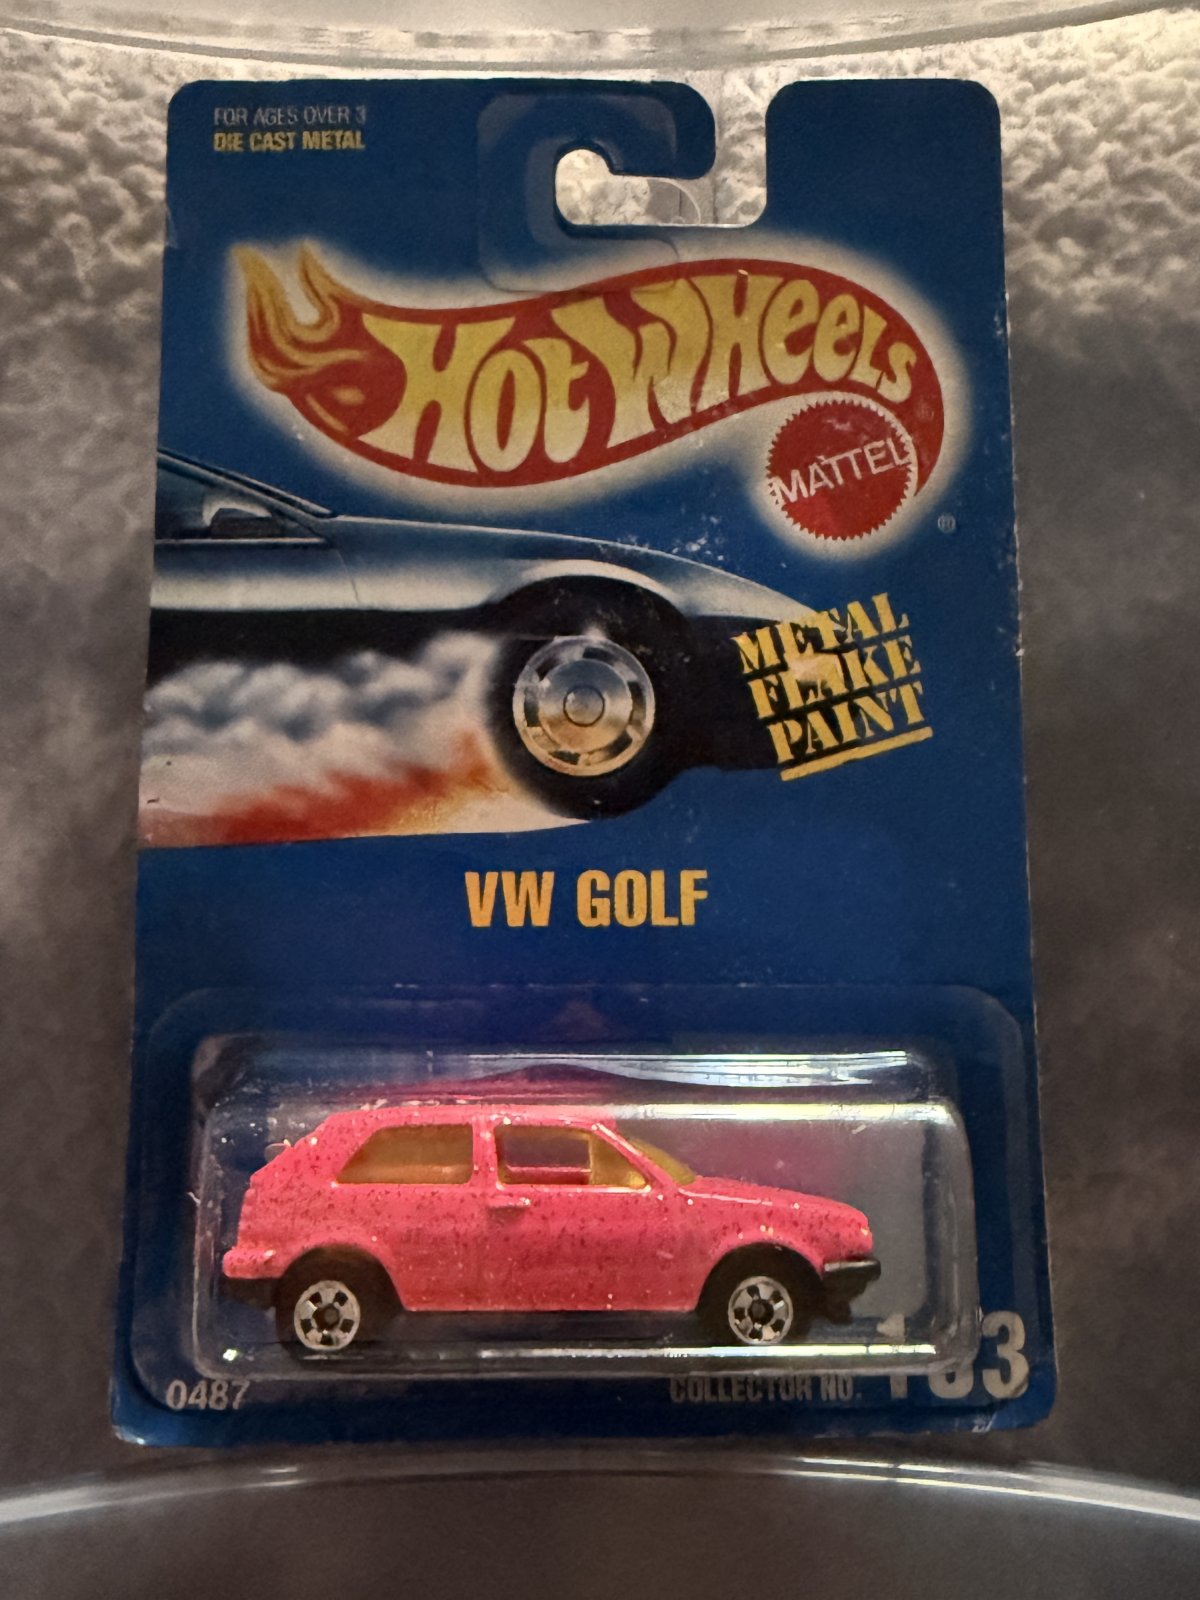 FOR AGES OVER 3
DIE CAST METAL
HOT WHEELS
MATTEL
®
METAL
FLAKE
PAINT
VW GOLF
0487
COLLECTOR NO.